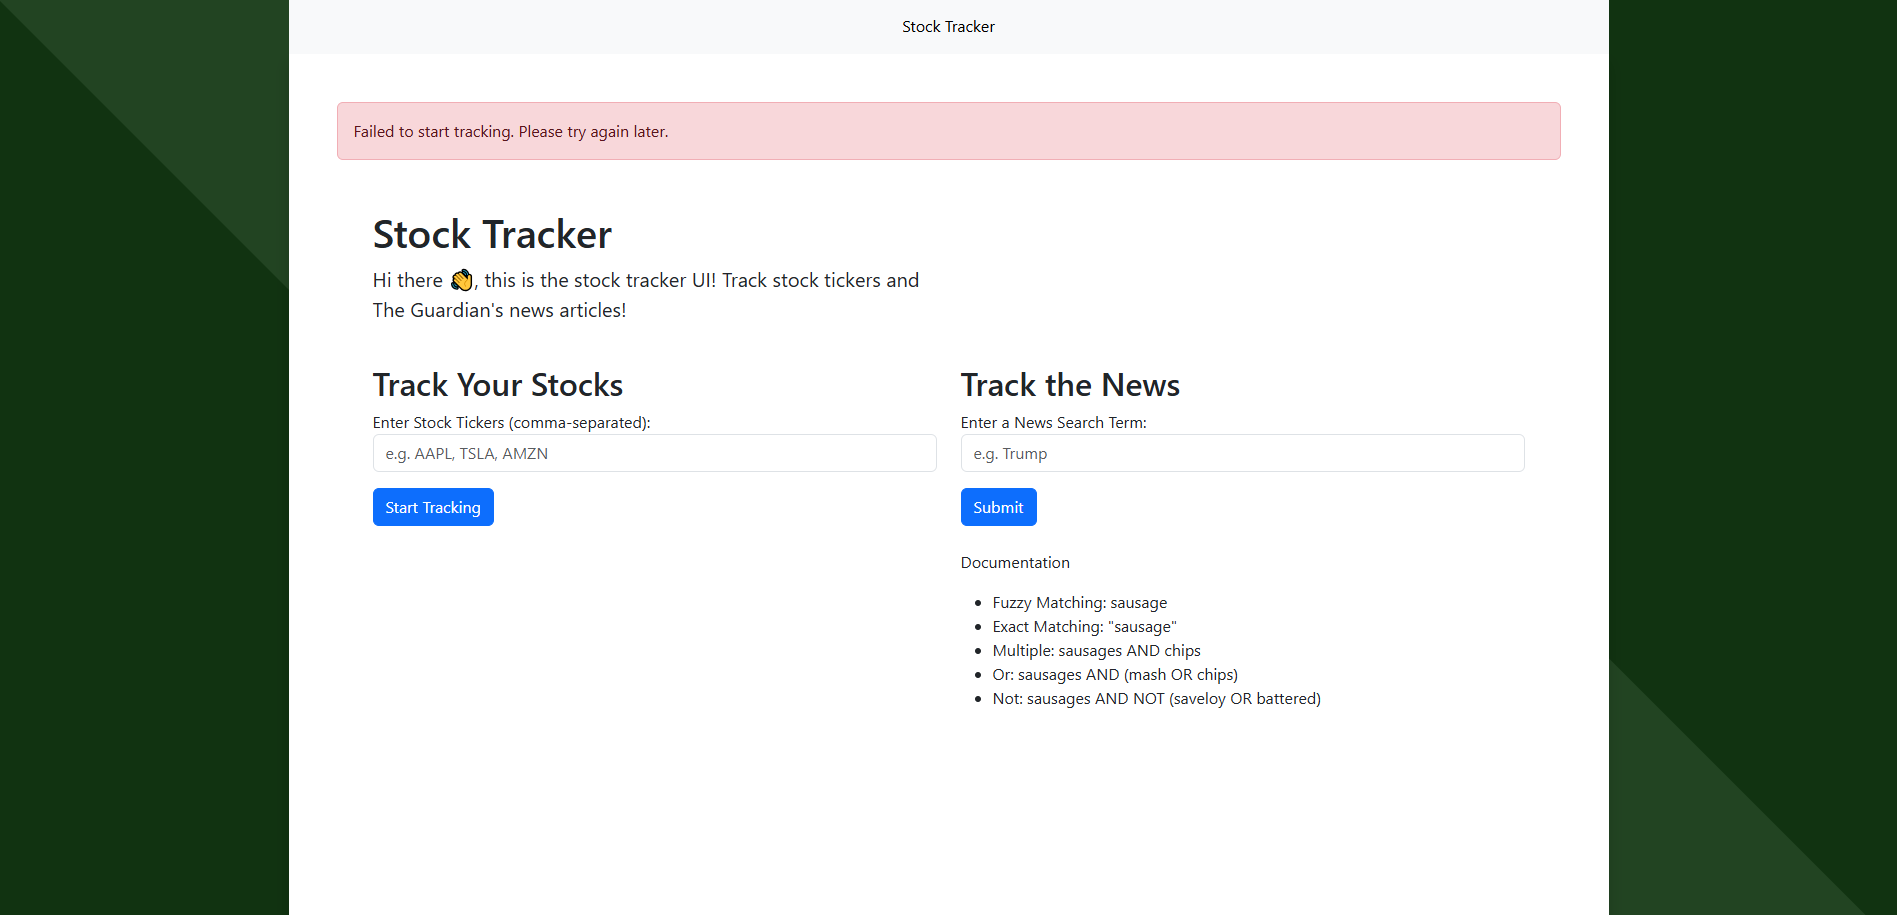 Stock Tracker
Failed to start tracking. Please try again later.
Stock Tracker
Hi there 👋, this is the stock tracker UI! Track stock tickers and
The Guardian's news articles!
Track Your Stocks
Enter Stock Tickers (comma-separated):
e.g. AAPL, TSLA, AMZN
Start Tracking
Track the News
Enter a News Search Term:
e.g. Trump
Submit
Documentation
• Fuzzy Matching: sausage
• Exact Matching: "sausage"
• Multiple: sausages AND chips
• Or: sausages AND (mash OR chips)
• Not: sausages AND NOT (saveloy OR battered)